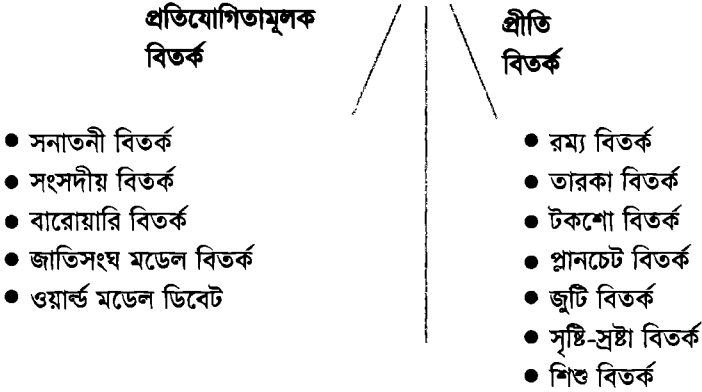 প্রতিযোগিতামূলক
বিতর্ক
● সনাতনী বিতর্ক
● সংসদীয় বিতর্ক
● বারোয়ারি বিতর্ক
● জাতিসংঘ মডেল বিতর্ক
● ওয়ার্ল্ড মডেল ডিবেট
প্রীতি
বিতর্ক
● রম্য বিতর্ক
● তারকা বিতর্ক
● টকশো বিতর্ক
● প্লানচেট বিতর্ক
● জুটি বিতর্ক
● সৃষ্টি-স্রষ্টা বিতর্ক
● শিশু বিতর্ক